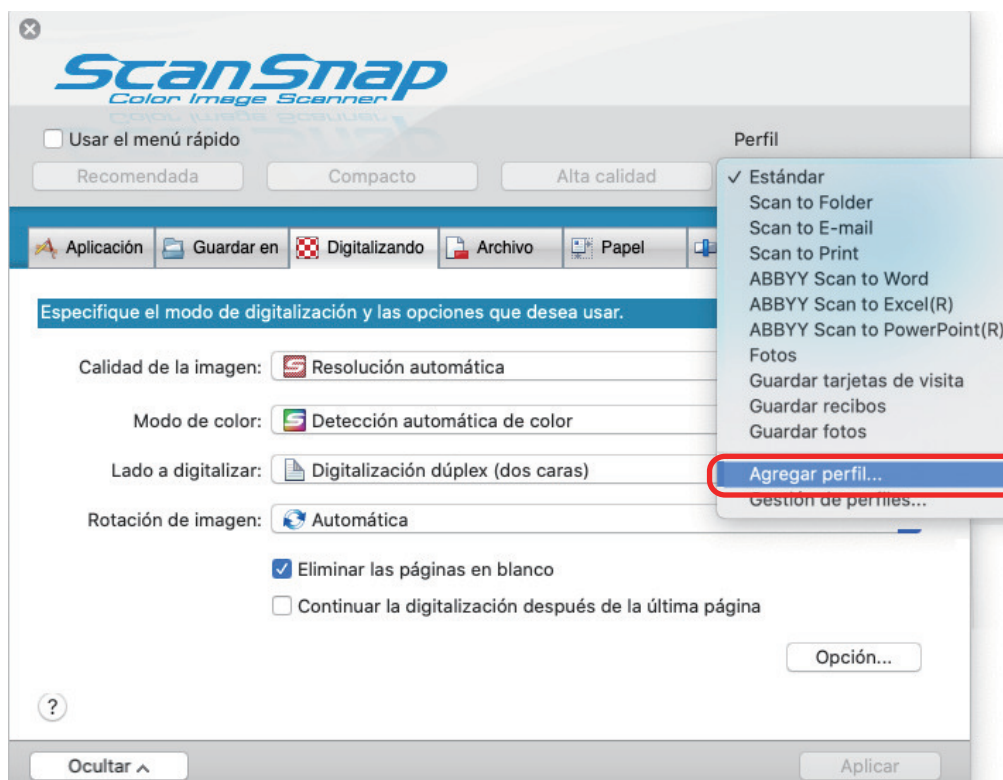 ScanSnap
Color Image Scanner
Usar el menú rápido
Perfil
Recomendada
Compacto
Alta calidad
✓ Estándar
Scan to Folder
Scan to E-mail
Scan to Print
ABBYY Scan to Word
ABBYY Scan to Excel(R)
ABBYY Scan to PowerPoint(R)
Fotos
Guardar tarjetas de visita
Guardar recibos
Guardar fotos
Agregar perfil...
Gestión de perfiles...
Aplicación
Guardar en
Digitalizando
Archivo
Papel
Especifique el modo de digitalización y las opciones que desea usar.
Calidad de la imagen: Resolución automática
Modo de color: Detección automática de color
Lado a digitalizar: Digitalización dúplex (dos caras)
Rotación de imagen: Automática
Eliminar las páginas en blanco
Continuar la digitalización después de la última página
Opción...
?
Ocultar
Aplicar